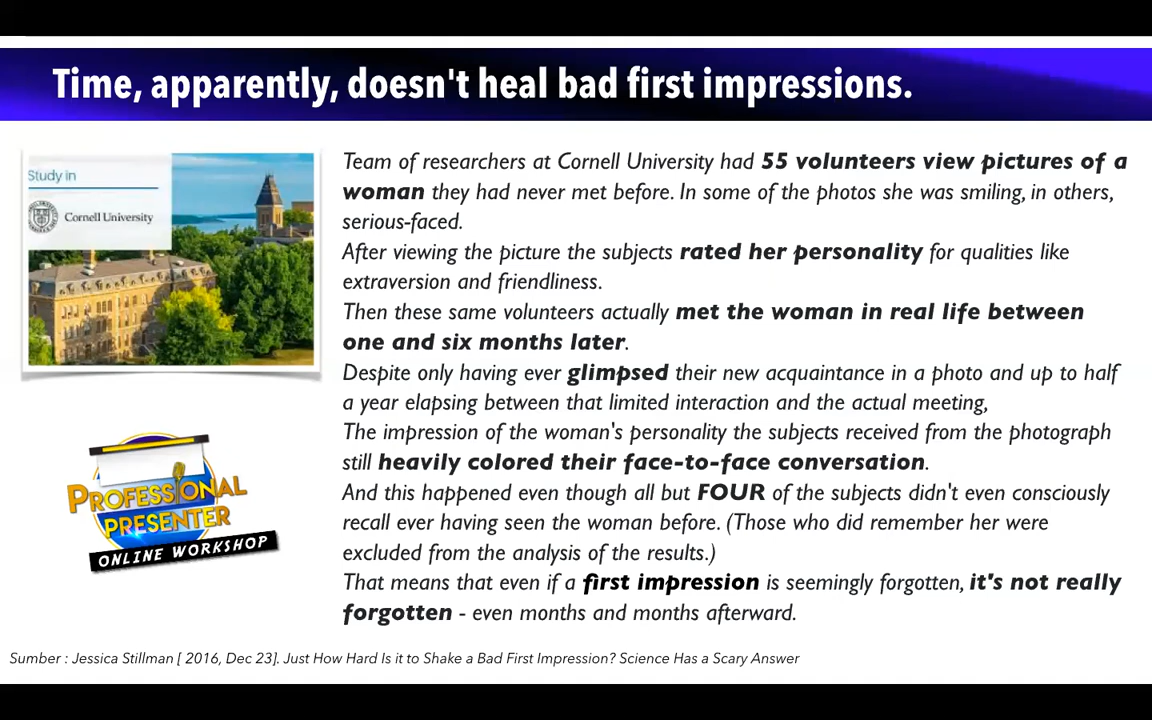 Time, apparently, doesn't heal bad first impressions.
Study in
Cornell University
Team of researchers at Cornell University had 55 volunteers view pictures of a
woman they had never met before. In some of the photos she was smiling, in others,
serious-faced.
After viewing the picture the subjects rated her personality for qualities like
extraversion and friendliness.
Then these same volunteers actually met the woman in real life between
one and six months later.
Despite only having ever glimpsed their new acquaintance in a photo and up to half
a year elapsing between that limited interaction and the actual meeting,
The impression of the woman's personality the subjects received from the photograph
still heavily colored their face-to-face conversation.
And this happened even though all but FOUR of the subjects didn't even consciously
recall ever having seen the woman before. (Those who did remember her were
excluded from the analysis of the results.)
That means that even if a first impression is seemingly forgotten, it's not really
forgotten - even months and months afterward.
PROFESSIONAL
PRESENTER
ONLINE WORKSHOP
Sumber : Jessica Stillman [ 2016, Dec 23]. Just How Hard Is it to Shake a Bad First Impression? Science Has a Scary Answer